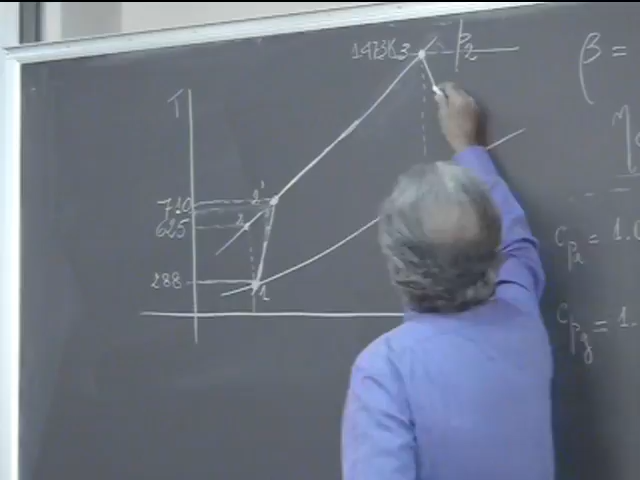 1473K 3 p2
β =
T
2'
710
2
625
cpa = 1.0
288
1
cpg = 1.